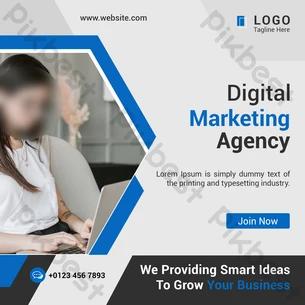 www.website.com
LOGO
Tagline Here
Digital
Marketing
Agency
Lorem Ipsum is simply dummy text of
the printing and typesetting industry.
Join Now
+0123 456 7893
We Providing Smart Ideas
To Grow Your Business
pikbest